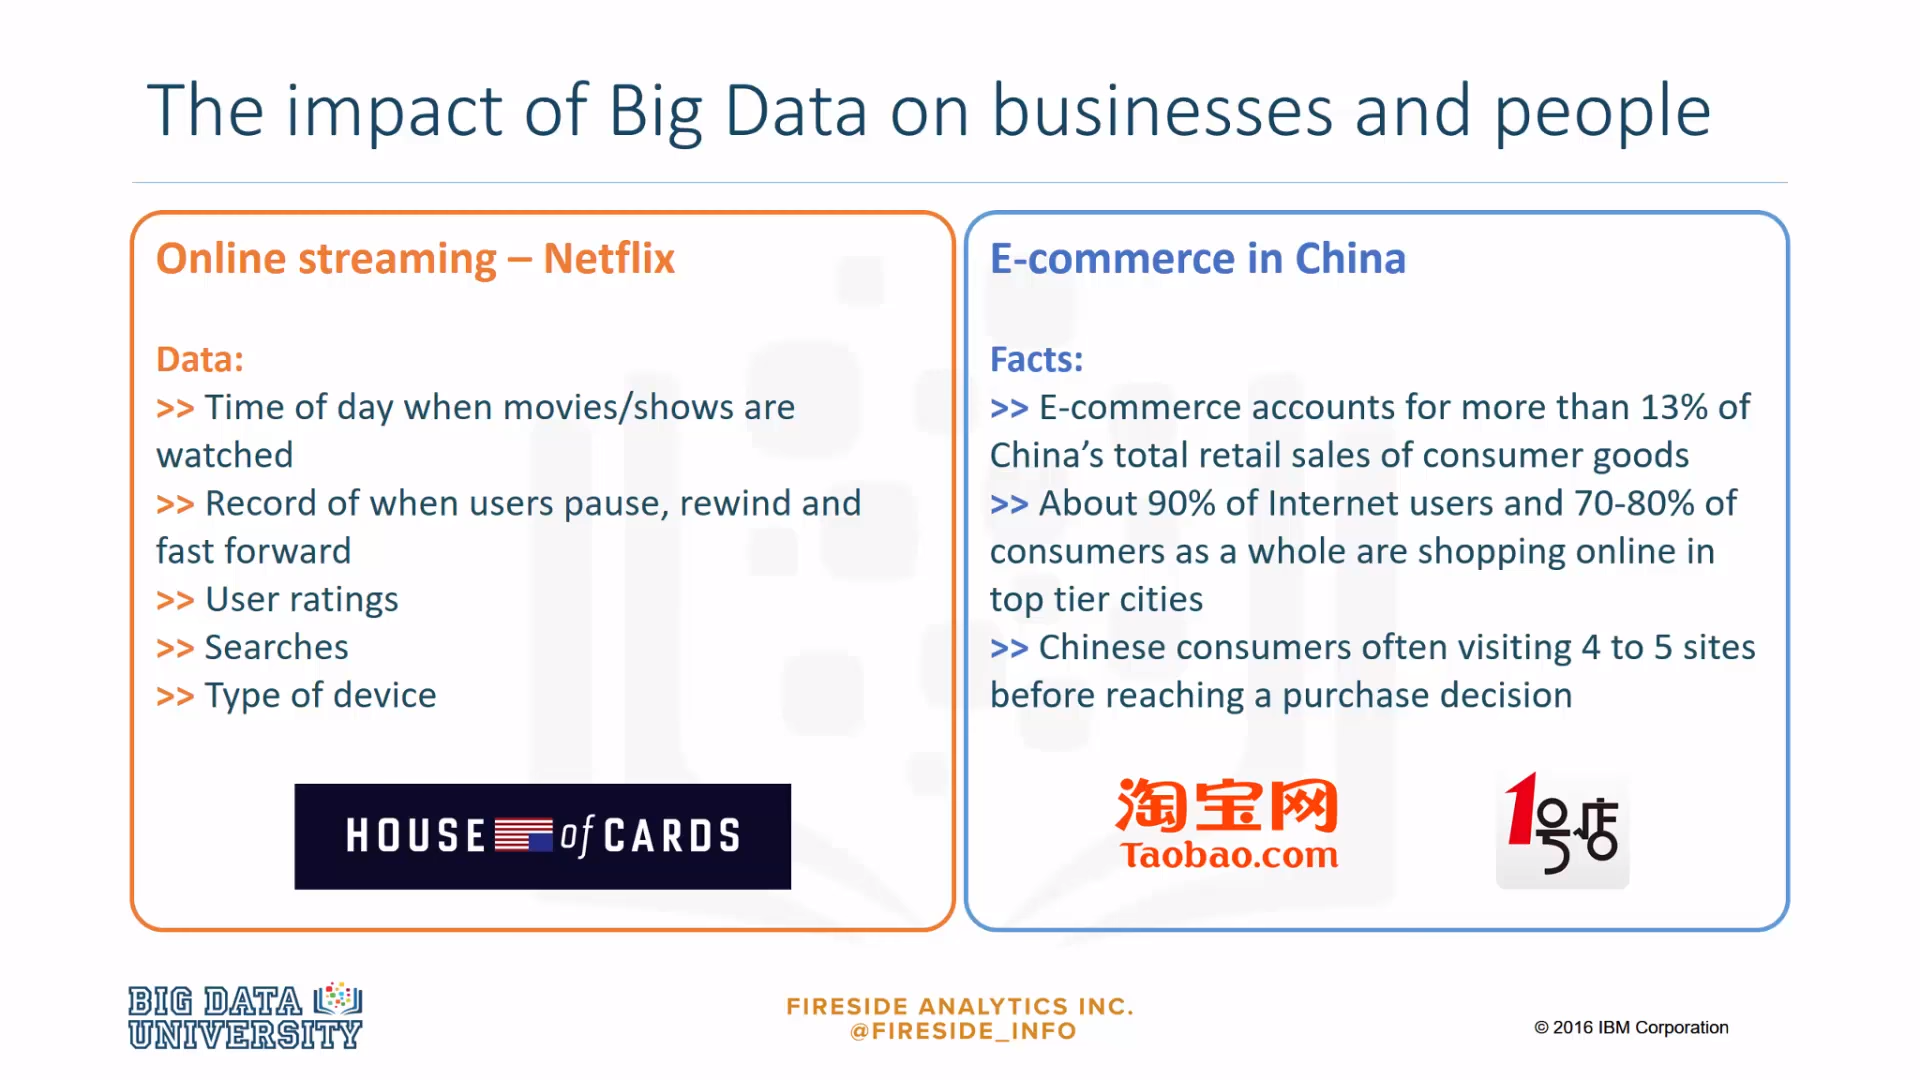 The impact of Big Data on businesses and people
Online streaming – Netflix
Data:
>> Time of day when movies/shows are
watched
>> Record of when users pause, rewind and
fast forward
>> User ratings
>> Searches
>> Type of device
HOUSE of CARDS
E-commerce in China
Facts:
>> E-commerce accounts for more than 13% of
China’s total retail sales of consumer goods
>> About 90% of Internet users and 70-80% of
consumers as a whole are shopping online in
top tier cities
>> Chinese consumers often visiting 4 to 5 sites
before reaching a purchase decision
淘宝网
Taobao.com
1号店
BIG DATA
UNIVERSITY
FIRESIDE ANALYTICS INC.
@FIRESIDE_INFO
© 2016 IBM Corporation